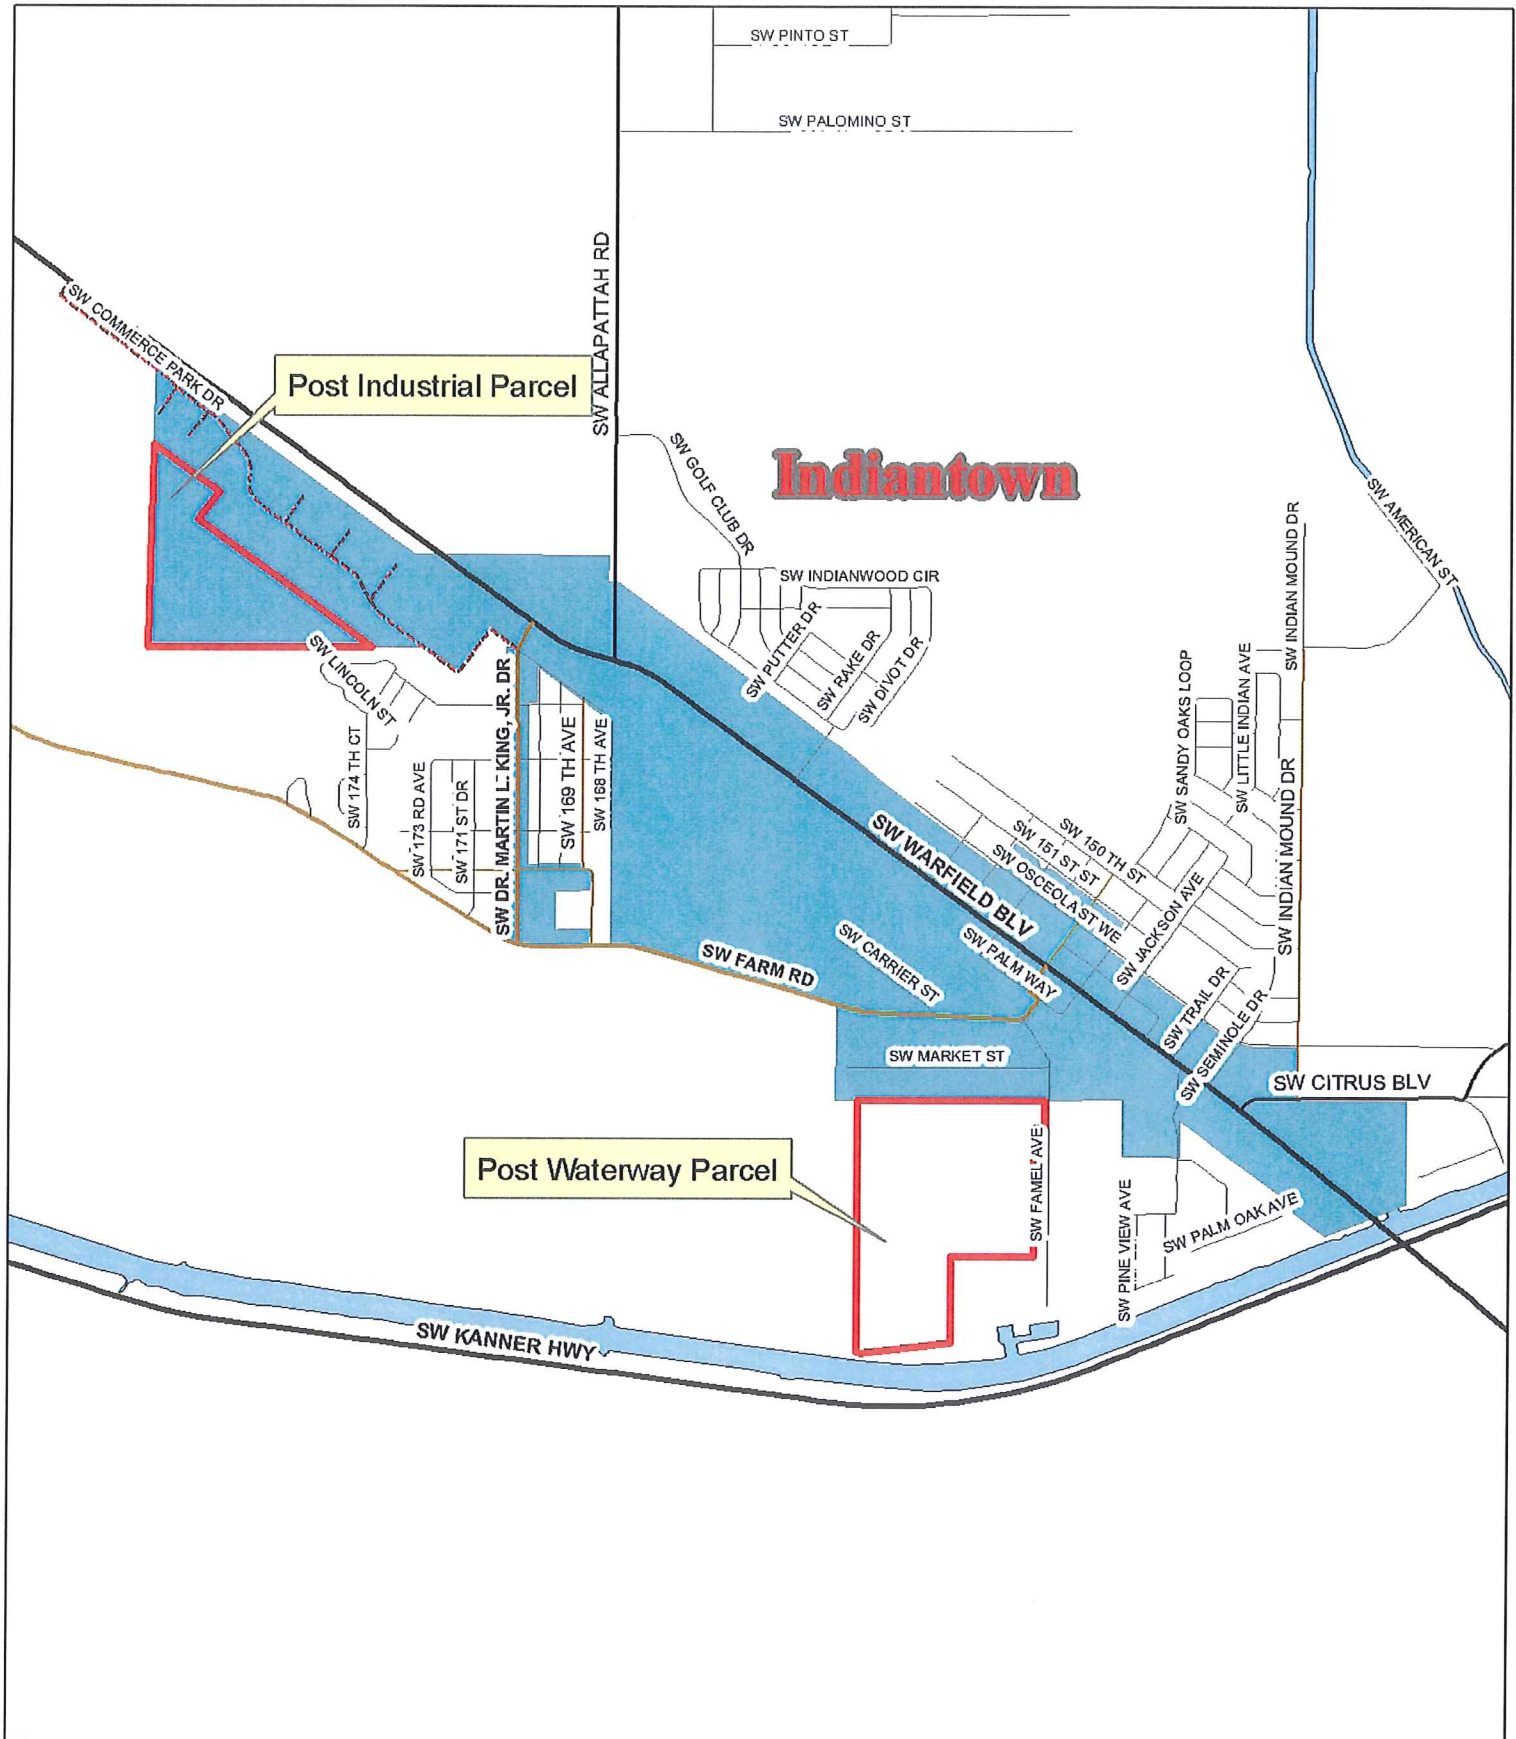 SW PINTO ST
SW PALOMINO ST
SW ALLAPATTAH RD
SW COMMERCE PARK DR
Post Industrial Parcel
SW GOLF CLUB DR
Indiantown
SW AMERICAN ST
SW INDIAN MOUND DR
SW INDIANWOOD CIR
SW PUTTER DR
SW RAKE DR
SW DIVOT DR
SW LINCOLN ST
SW 174 TH CT
SW 173 RD AVE
SW 171 ST DR
SW DR. MARTIN L. KING, JR. DR
SW 169 TH AVE
SW 168 TH AVE
SW SANDY OAKS LOOP
SW LITTLE INDIAN AVE
SW INDIAN MOUND DR
SW WARFIELD BLV
SW 150 TH ST
SW 151 ST ST
SW OSCEOLA ST WE
SW JACKSON AVE
SW PALM WAY
SW CARRIER ST
SW FARM RD
SW TRAIL DR
SW SEMINOLE DR
SW MARKET ST
SW CITRUS BLV
Post Waterway Parcel
SW FAMEL AVE
SW PINE VIEW AVE
SW PALM OAK AVE
SW KANNER HWY